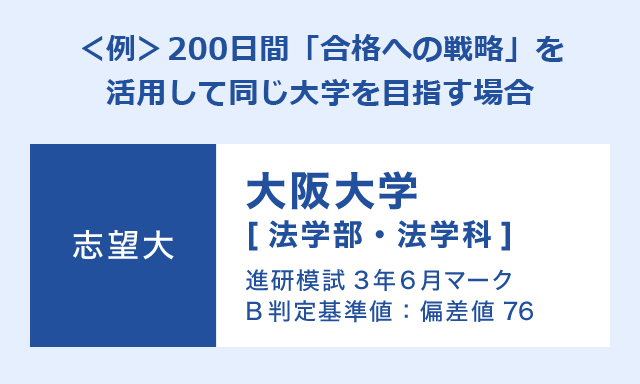 ＜例＞200日間「合格への戦略」を
活用して同じ大学を目指す場合
志望大
大阪大学
[ 法学部・法学科 ]
進研模試 3年6月マーク
B 判定基準値：偏差値 76